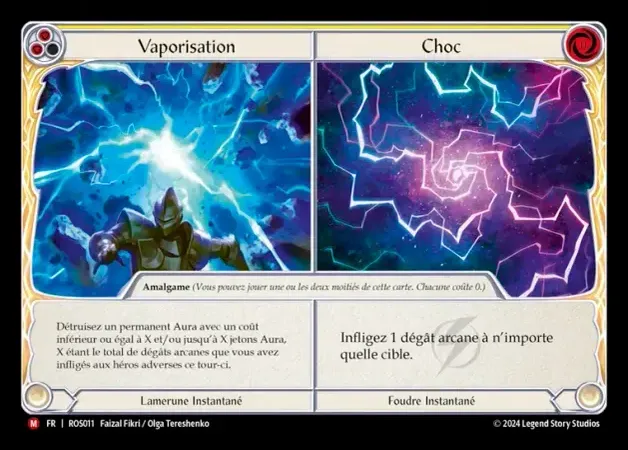 Vaporisation
Choc
Amalgame (Vous pouvez jouer une ou les deux moitiés de cette carte. Chacune coûte 0.)
Détruisez un permanent Aura avec un coût
inférieur ou égal à X et/ou jusqu'à X jetons Aura,
X étant le total de dégâts arcanes que vous avez
infligés aux héros adverses ce tour-ci.
Infligez 1 dégât arcane à n'importe
quelle cible.
Lamerune Instantané
Foudre Instantané
M FR | ROS011 Faizal Fikri / Olga Tereshenko
© 2024 Legend Story Studios